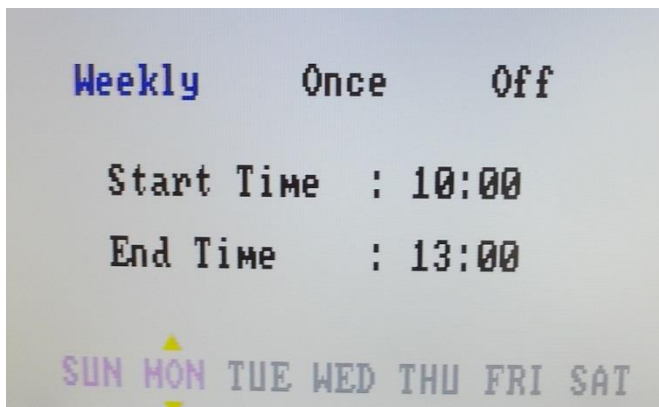 Weekly Once Off
Start Time : 10:00
End Time : 13:00
SUN MON TUE WED THU FRI SAT